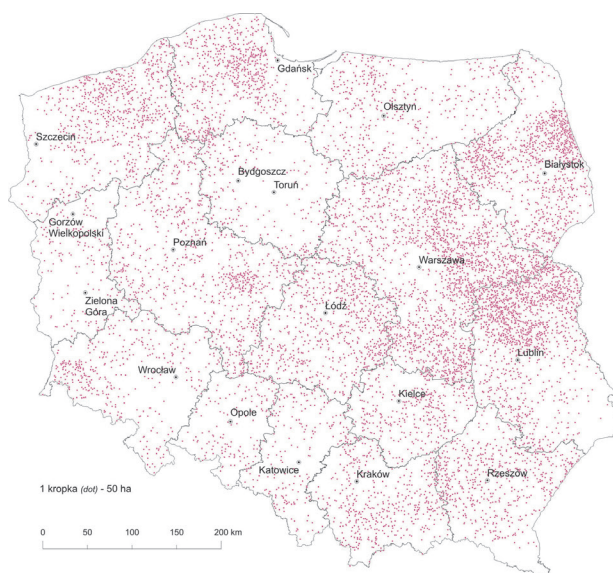 Gdańsk
Olsztyn
Szczecin
Białystok
Bydgoszcz
Toruń
Gorzów
Wielkopolski
Poznań
Warszawa
Zielona
Góra
Łódź
Lublin
Wrocław
Kielce
Opole
Katowice
Kraków
Rzeszów
1 kropka (dot) - 50 ha
0 50 100 150 200 km